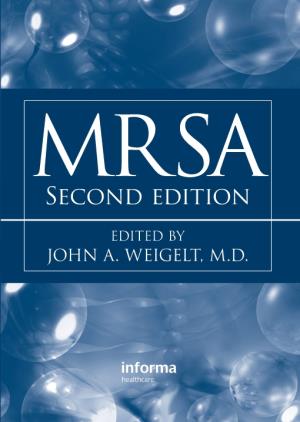 MRSA
SECOND EDITION
EDITED BY
JOHN A. WEIGELT, M.D.
informa
healthcare